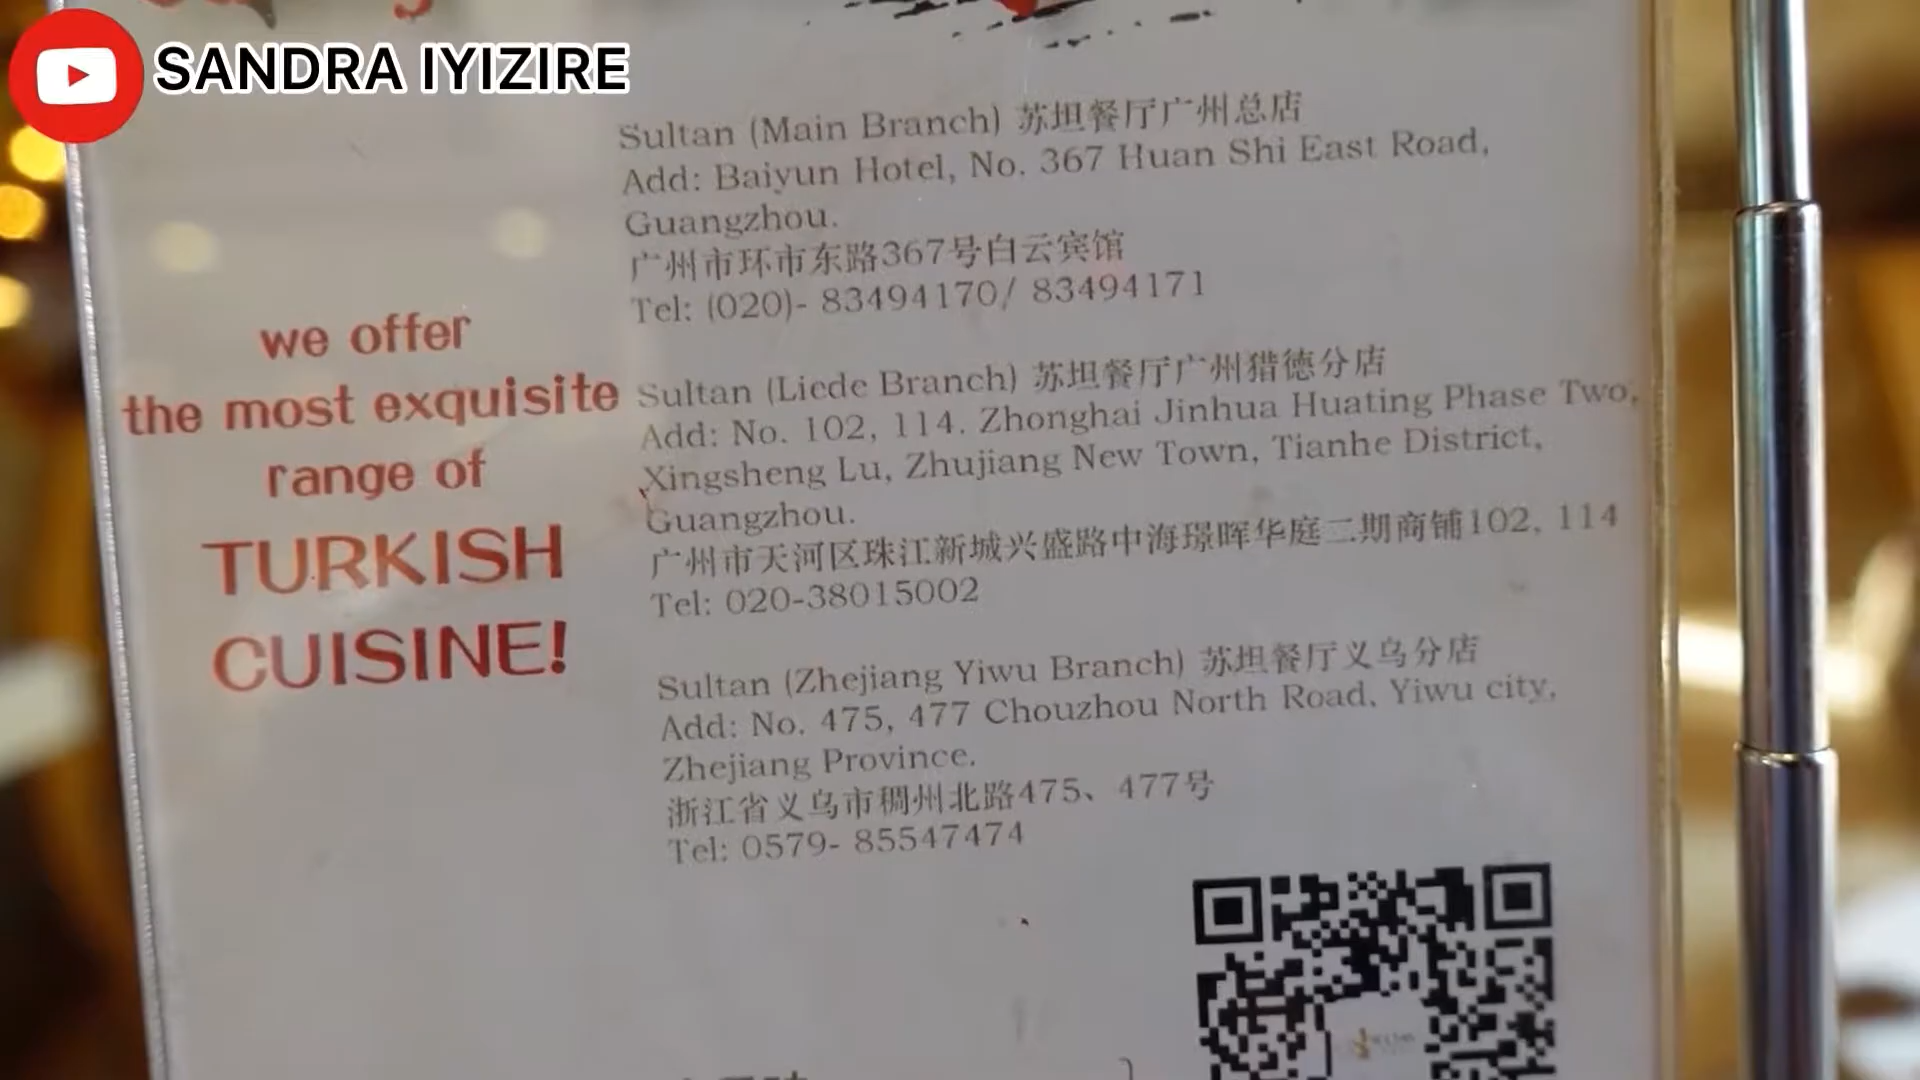 SANDRA IYIZIRE
we offer
the most exquisite
range of
TURKISH
CUISINE!
Sultan (Main Branch) 苏坦餐厅广州总店
Add: Baiyun Hotel, No. 367 Huan Shi East Road,
Guangzhou.
广州市环市东路367号白云宾馆
Tel: (020)- 83494170/ 83494171
Sultan (Liede Branch) 苏坦餐厅广州猎德分店
Add: No. 102, 114. Zhonghai Jinhua Huating Phase Two,
Xingsheng Lu, Zhujiang New Town, Tianhe District,
Guangzhou.
广州市天河区珠江新城兴盛路中海璟晖华庭二期商铺102, 114
Tel: 020-38015002
Sultan (Zhejiang Yiwu Branch) 苏坦餐厅义乌分店
Add: No. 475, 477 Chouzhou North Road, Yiwu city,
Zhejiang Province.
浙江省义乌市稠州北路475、477号
Tel: 0579- 85547474